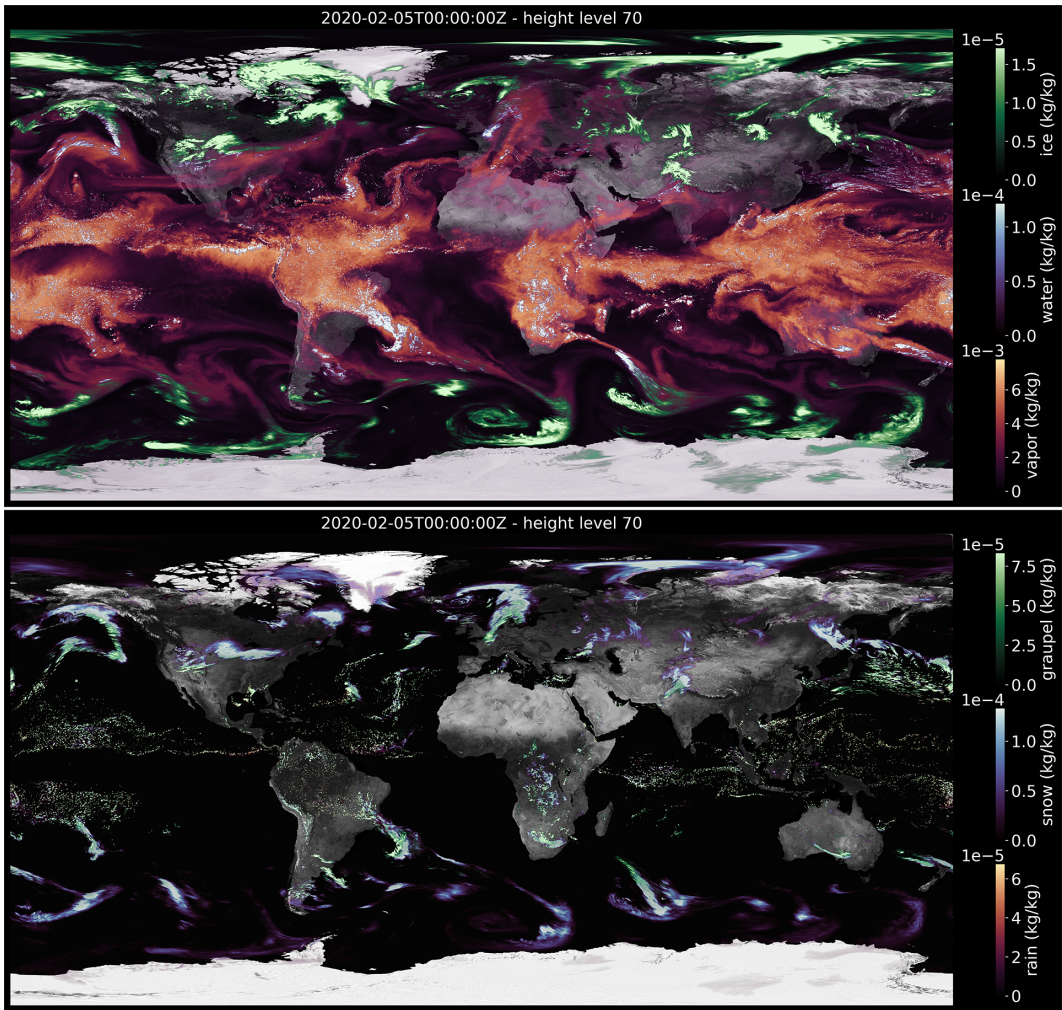 2020-02-05T00:00:00Z - height level 70
1e−5
1.5
1.0
0.5
0.0
ice (kg/kg)
1e−4
1.0
0.5
0.0
water (kg/kg)
1e−3
6
4
2
0
vapor (kg/kg)
2020-02-05T00:00:00Z - height level 70
1e−5
7.5
5.0
2.5
0.0
graupel (kg/kg)
1e−4
1.0
0.5
0.0
snow (kg/kg)
1e−5
6
4
2
0
rain (kg/kg)